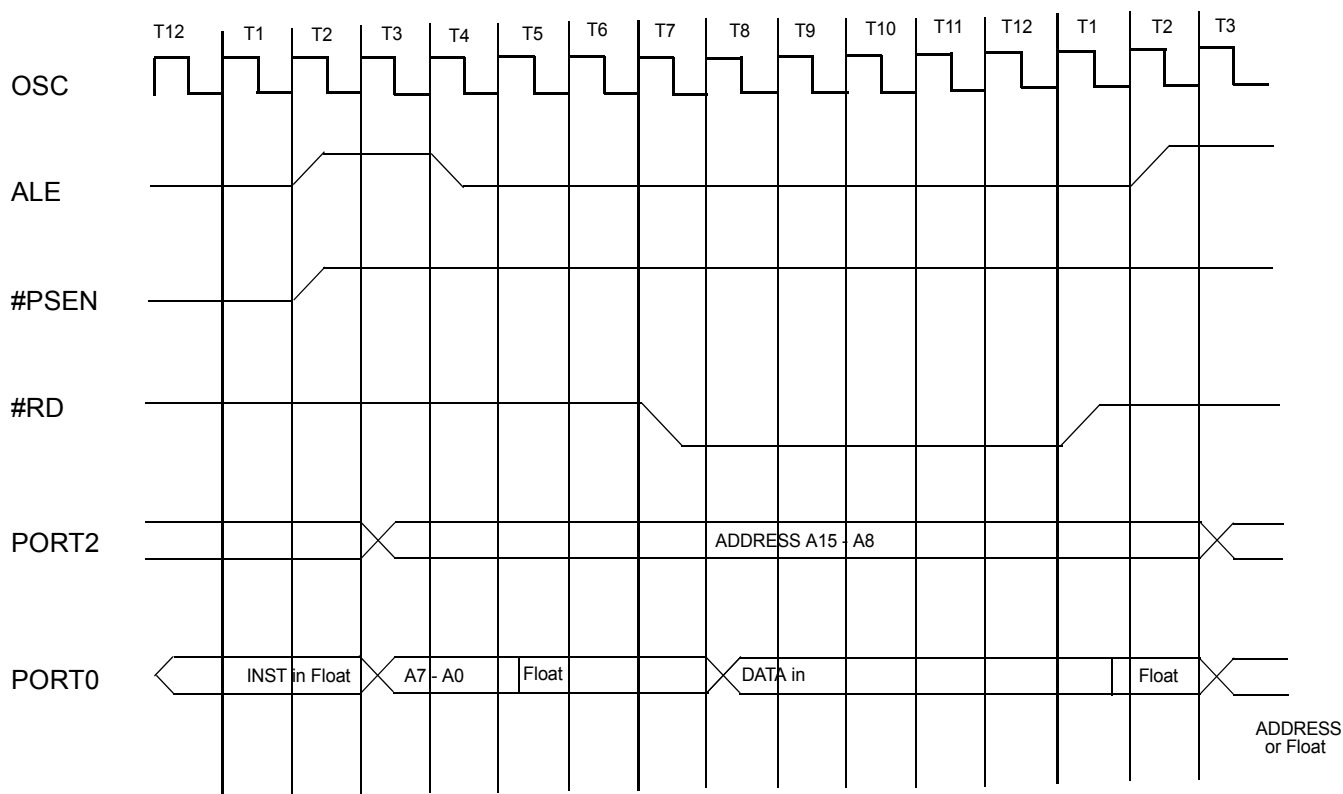 T12 T1 T2 T3 T4 T5 T6 T7 T8 T9 T10 T11 T12 T1 T2 T3
OSC
ALE
#PSEN
#RD
PORT2 ADDRESS A15 - A8
PORT0 INST in Float A7 - A0 Float DATA in Float
ADDRESS
or Float